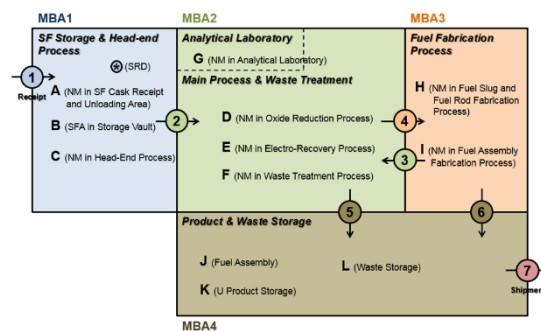 MBA1
MBA2
MBA3
SF Storage & Head-end
Process
(SRD)
1
Receipt
A (NM in SF Cask Receipt
and Unloading Area)
B (SFA in Storage Vault)
C (NM in Head-End Process)
2
Analytical Laboratory
G (NM in Analytical Laboratory)
Main Process & Waste Treatment
D (NM in Oxide Reduction Process)
E (NM in Electro-Recovery Process)
F (NM in Waste Treatment Process)
4
3
5
Fuel Fabrication
Process
H (NM in Fuel Slug and
Fuel Rod Fabrication
Process)
I (NM in Fuel Assembly
Fabrication Process)
6
Product & Waste Storage
J (Fuel Assembly)
K (U Product Storage)
L (Waste Storage)
7
Shipmen
MBA4